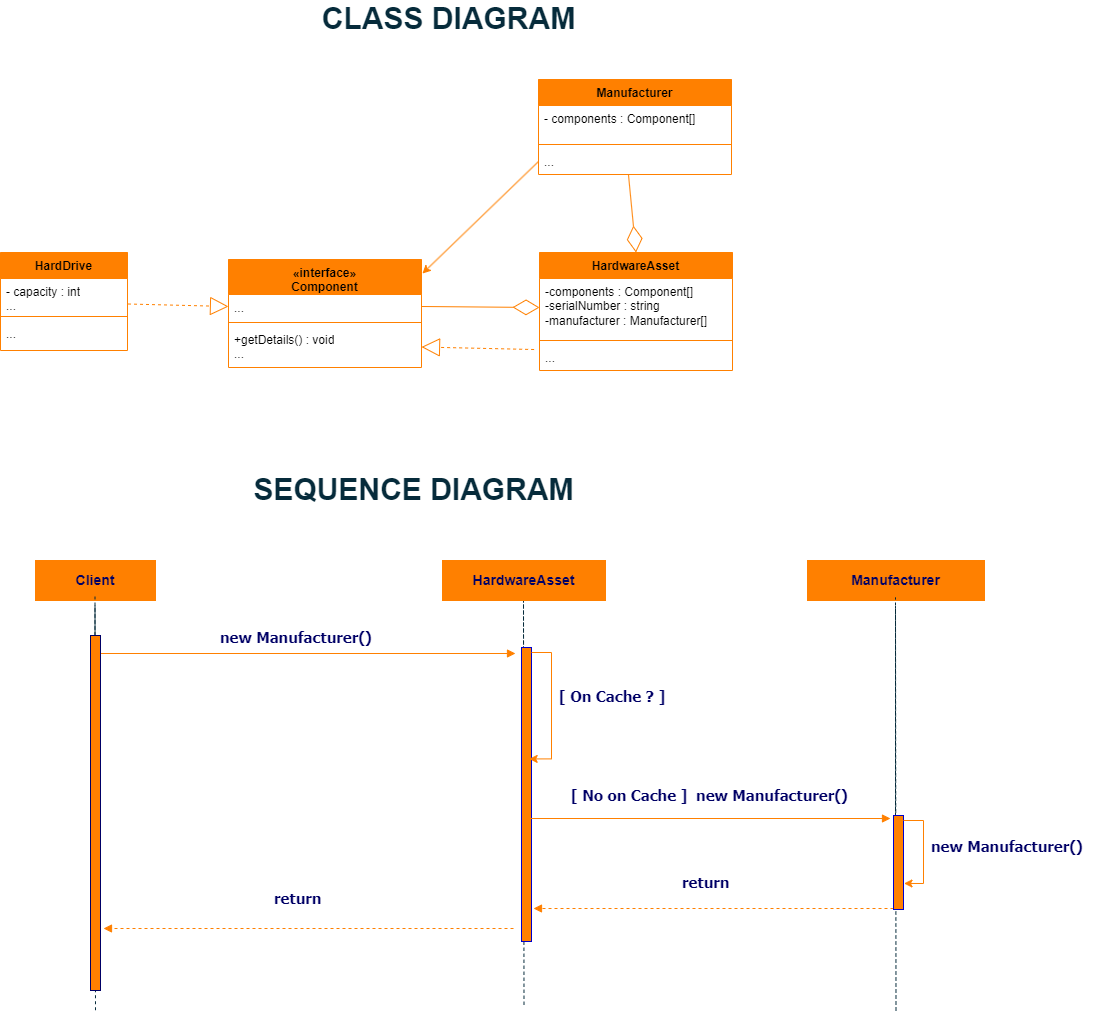 CLASS DIAGRAM
Manufacturer
- components : Component[]
...
HardDrive
- capacity : int
...
...
«interface»
Component
...
+getDetails() : void
...
HardwareAsset
-components : Component[]
-serialNumber : string
-manufacturer : Manufacturer[]
...
SEQUENCE DIAGRAM
Client
HardwareAsset
Manufacturer
new Manufacturer()
[ On Cache ? ]
[ No on Cache ] new Manufacturer()
new Manufacturer()
return
return